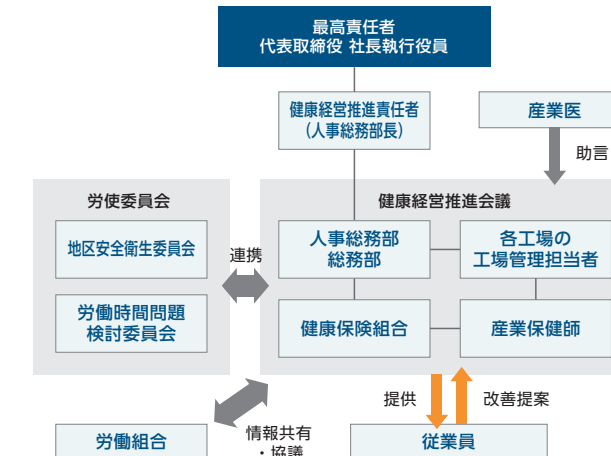 最高責任者
代表取締役 社長執行役員
健康経営推進責任者
(人事総務部長)
産業医
助言
労使委員会
健康経営推進会議
地区安全衛生委員会
連携
人事総務部
総務部
各工場の
工場管理担当者
労働時間問題
検討委員会
健康保険組合
産業保健師
提供
改善提案
労働組合
情報共有
・協議
従業員